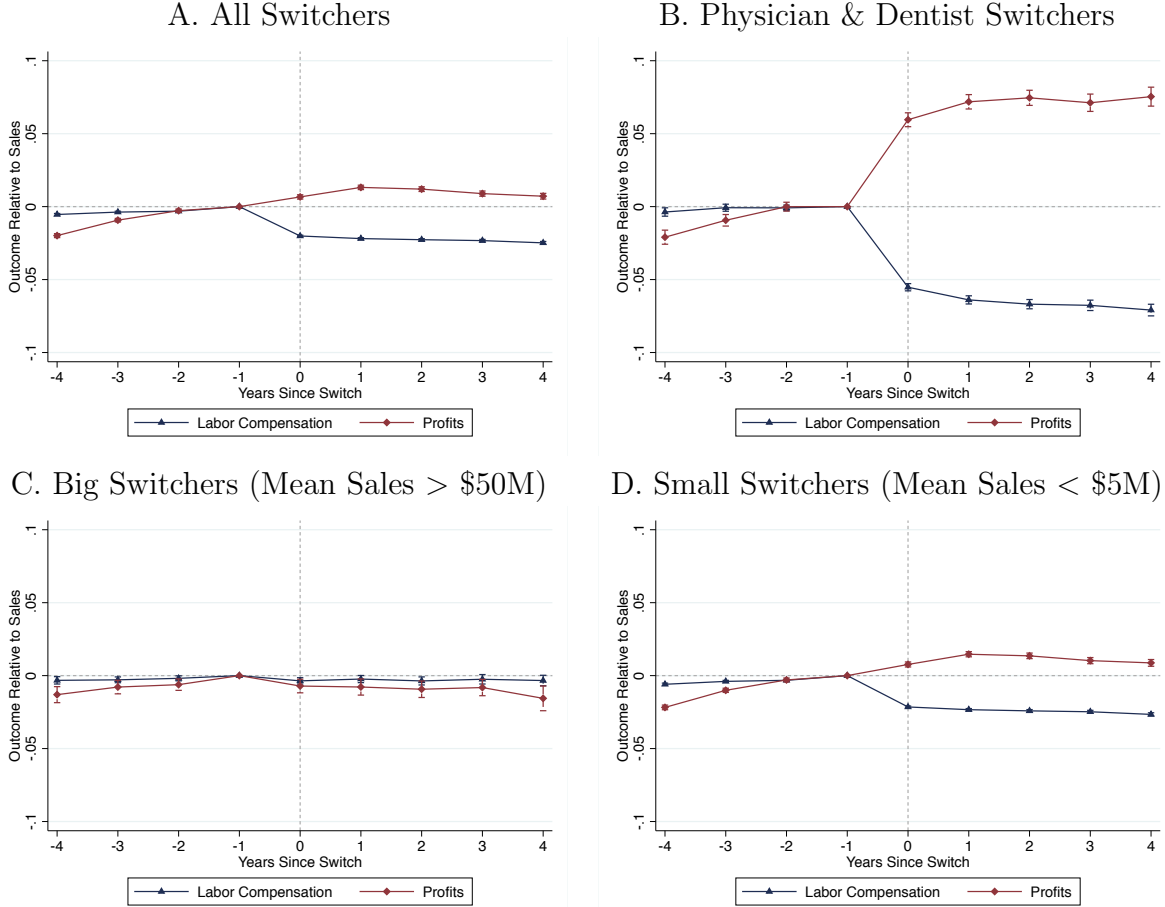 A. All Switchers
.1
.05
0
-.05
-.1
Outcome Relative to Sales
-4 -3 -2 -1 0 1 2 3 4
Years Since Switch
Labor Compensation Profits
B. Physician & Dentist Switchers
.1
.05
0
-.05
-.1
Outcome Relative to Sales
-4 -3 -2 -1 0 1 2 3 4
Years Since Switch
Labor Compensation Profits
C. Big Switchers (Mean Sales > $50M)
.1
.05
0
-.05
-.1
Outcome Relative to Sales
-4 -3 -2 -1 0 1 2 3 4
Years Since Switch
Labor Compensation Profits
D. Small Switchers (Mean Sales < $5M)
.1
.05
0
-.05
-.1
Outcome Relative to Sales
-4 -3 -2 -1 0 1 2 3 4
Years Since Switch
Labor Compensation Profits